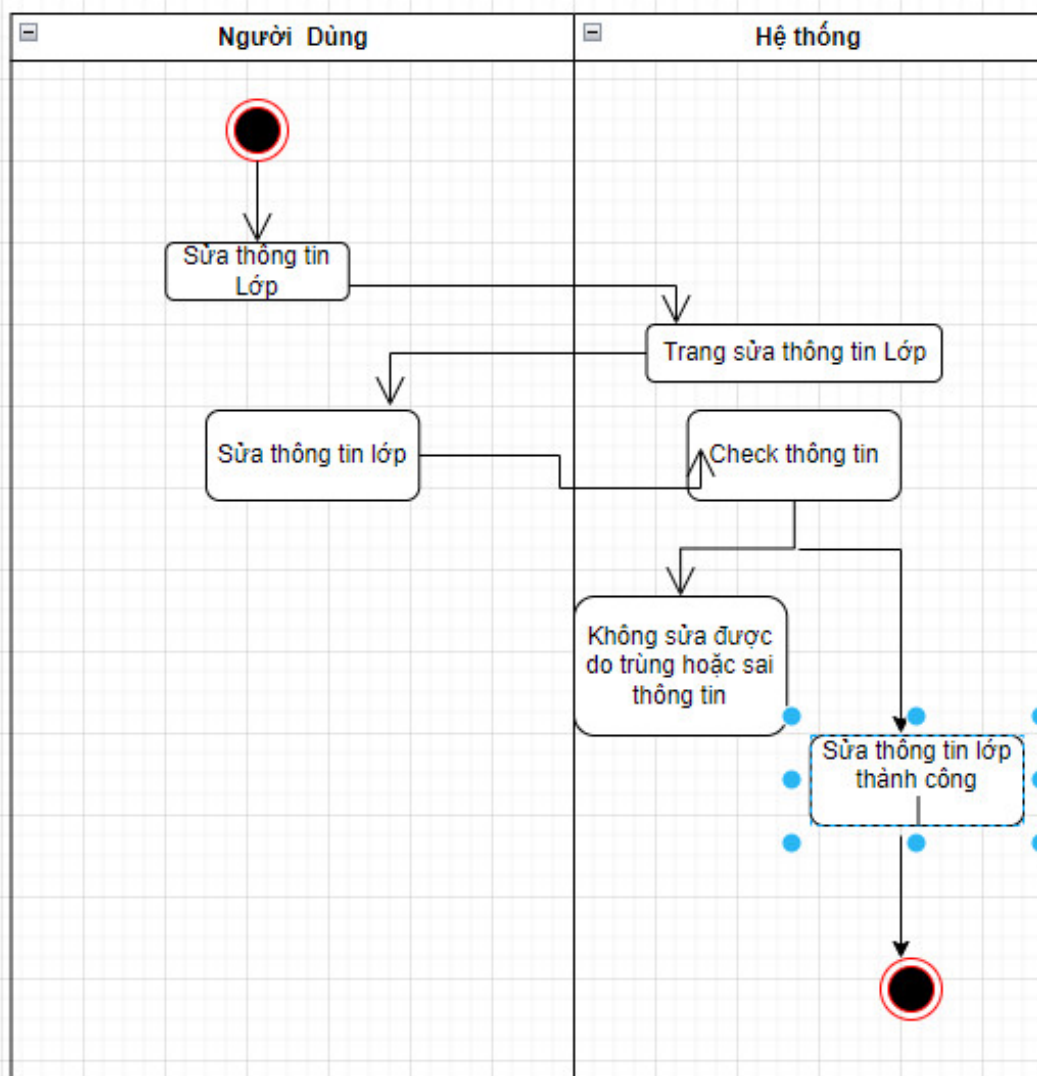 Người Dùng
Hệ thống
Sửa thông tin
Lớp
Trang sửa thông tin Lớp
Sửa thông tin lớp
Check thông tin
Không sửa được
do trùng hoặc sai
thông tin
Sửa thông tin lớp
thành công